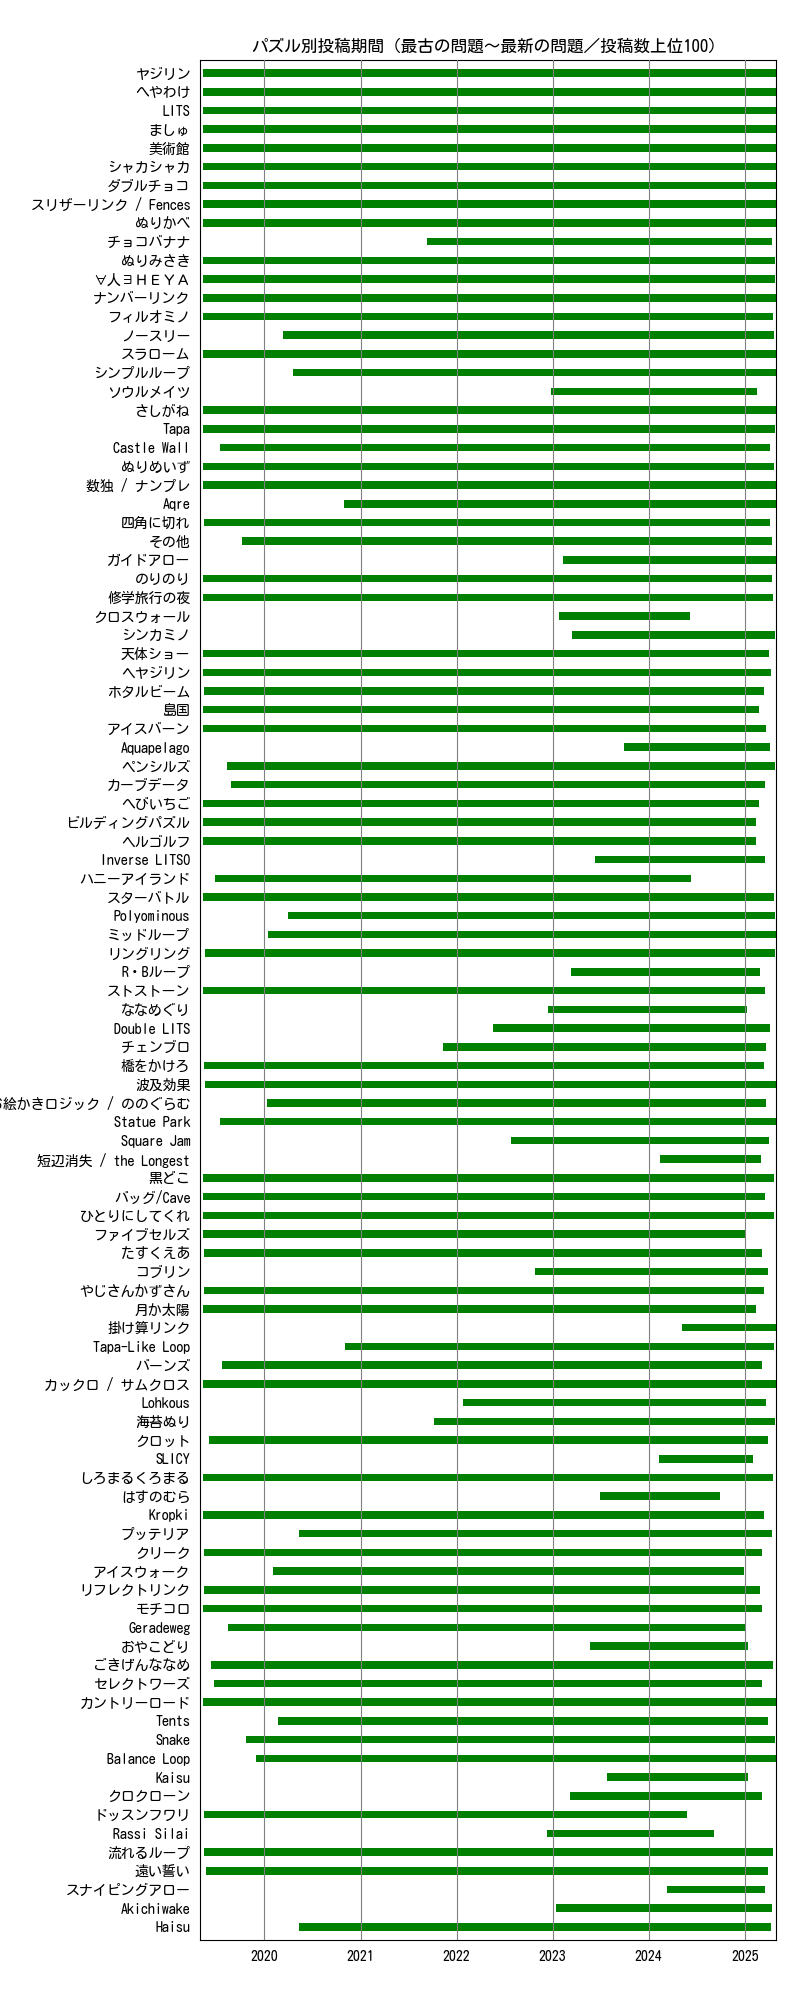 パズル別投稿期間（最古の問題～最新の問題／投稿数上位100）
ヤジリン
へやわけ
LITS
ましゅ
美術館
シャカシャカ
ダブルチョコ
スリザーリンク / Fences
ぬりかべ
チョコバナナ
ぬりみさき
∀人∃ＨＥＹＡ
ナンバーリンク
フィルオミノ
ノースリー
スラローム
シンプルループ
ソウルメイツ
さしがね
Tapa
Castle Wall
ぬりめいず
数独 / ナンプレ
Aqre
四角に切れ
その他
ガイドアロー
のりのり
修学旅行の夜
クロスウォール
シンカミノ
天体ショー
ヘヤジリン
ホタルビーム
島国
アイスバーン
Aquapelago
ペンシルズ
カーブデータ
へびいちご
ビルディングパズル
ヘルゴルフ
Inverse LITSO
ハニーアイランド
スターバトル
Polyominous
ミッドループ
リングリング
R・Bループ
ストストーン
ななめぐり
Double LITS
チェンブロ
橋をかけろ
波及効果
絵かきロジック / ののぐらむ
Statue Park
Square Jam
短辺消失 / the Longest
黒どこ
バッグ/Cave
ひとりにしてくれ
ファイブセルズ
たすくえあ
コブリン
やじさんかずさん
月か太陽
掛け算リンク
Tapa-Like Loop
バーンズ
カックロ / サムクロス
Lohkous
海苔ぬり
クロット
SLICY
しろまるくろまる
はすのむら
Kropki
プッテリア
クリーク
アイスウォーク
リフレクトリンク
モチコロ
Geradeweg
おやこどり
ごきげんななめ
セレクトワーズ
カントリーロード
Tents
Snake
Balance Loop
Kaisu
クロクローン
ドッスンフワリ
Rassi Silai
流れるループ
遠い誓い
スナイピングアロー
Akichiwake
Haisu
2020 2021 2022 2023 2024 2025